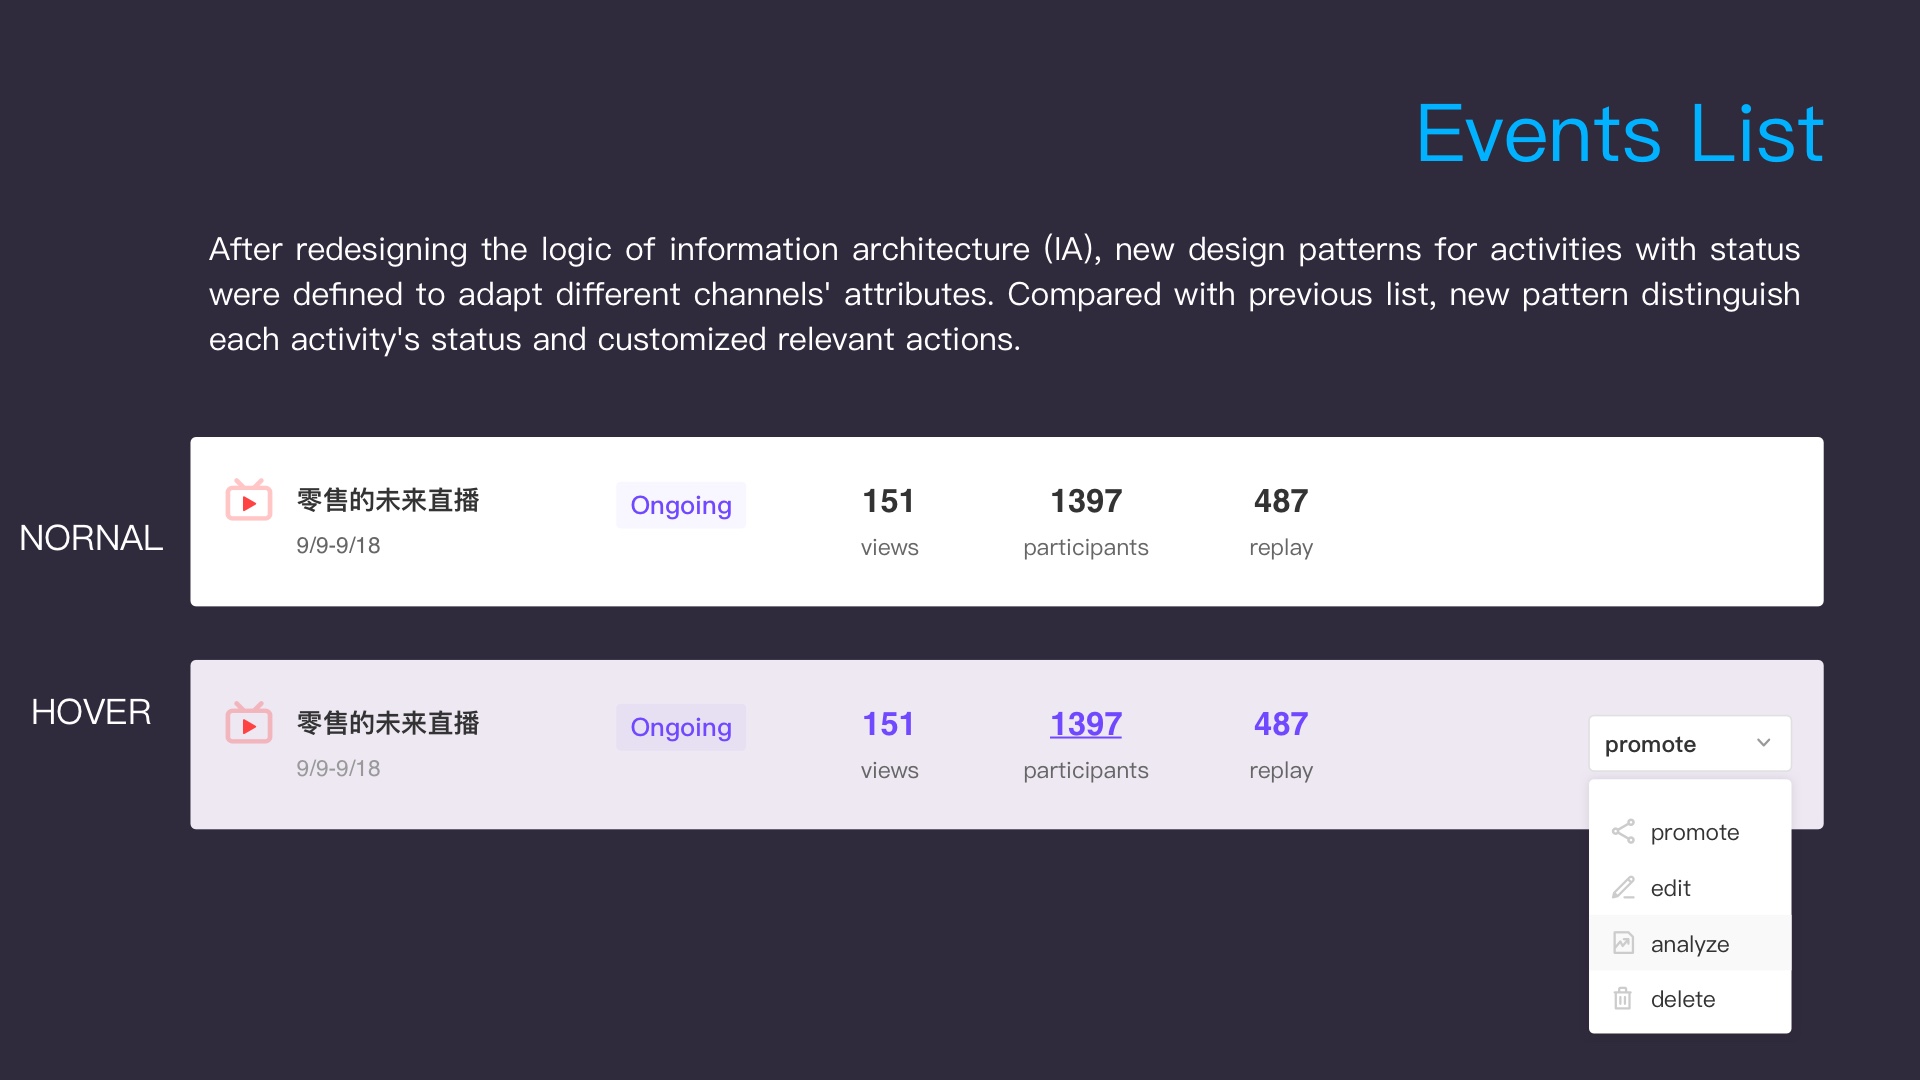 Events List
After redesigning the logic of information architecture (IA), new design patterns for activities with status
were defined to adapt different channels' attributes. Compared with previous list, new pattern distinguish
each activity's status and customized relevant actions.
NORNAL
零售的未来直播
9/9-9/18
Ongoing
151
views
1397
participants
487
replay
HOVER
零售的未来直播
9/9-9/18
Ongoing
151
views
1397
participants
487
replay
promote
promote
edit
analyze
delete